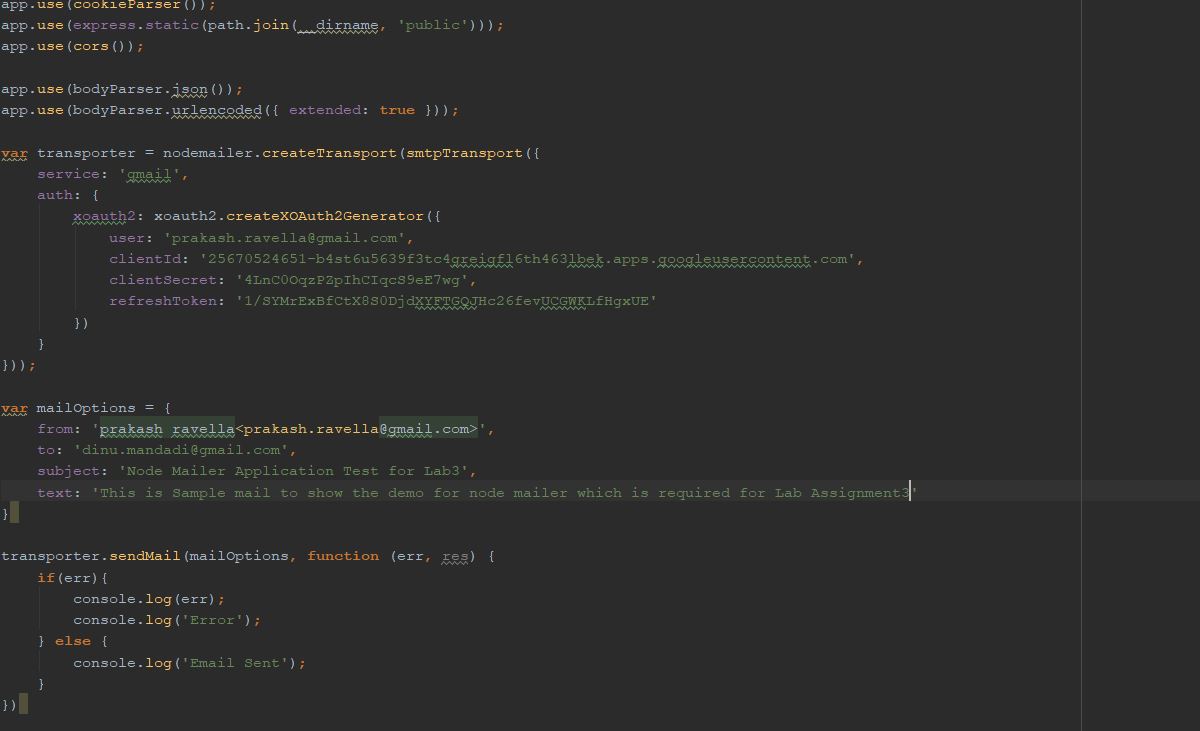 app.use(cookieParser());
app.use(express.static(path.join(__dirname, 'public')));
app.use(cors());
app.use(bodyParser.json());
app.use(bodyParser.urlencoded({ extended: true }));
var transporter = nodemailer.createTransport(smtpTransport({
service: 'gmail',
auth: {
xoauth2: xoauth2.createXOAuth2Generator({
user: 'prakash.ravella@gmail.com',
clientId: '25670524651-b4st6u5639f3tc4greigfl6th463lbek.apps.googleusercontent.com',
clientSecret: '4LnC0OqzPZpIhCIqcS9eE7wg',
refreshToken: '1/SYMrExBfCtX8S0DjdXYFTGQJHc26fevUCGWKLfHgxUE'
})
}
}));
var mailOptions = {
from: 'prakash ravella<prakash.ravella@gmail.com>',
to: 'dinu.mandadi@gmail.com',
subject: 'Node Mailer Application Test for Lab3',
text: 'This is Sample mail to show the demo for node mailer which is required for Lab Assignment3'
}
transporter.sendMail(mailOptions, function (err, res) {
if(err){
console.log(err);
console.log('Error');
} else {
console.log('Email Sent');
}
})